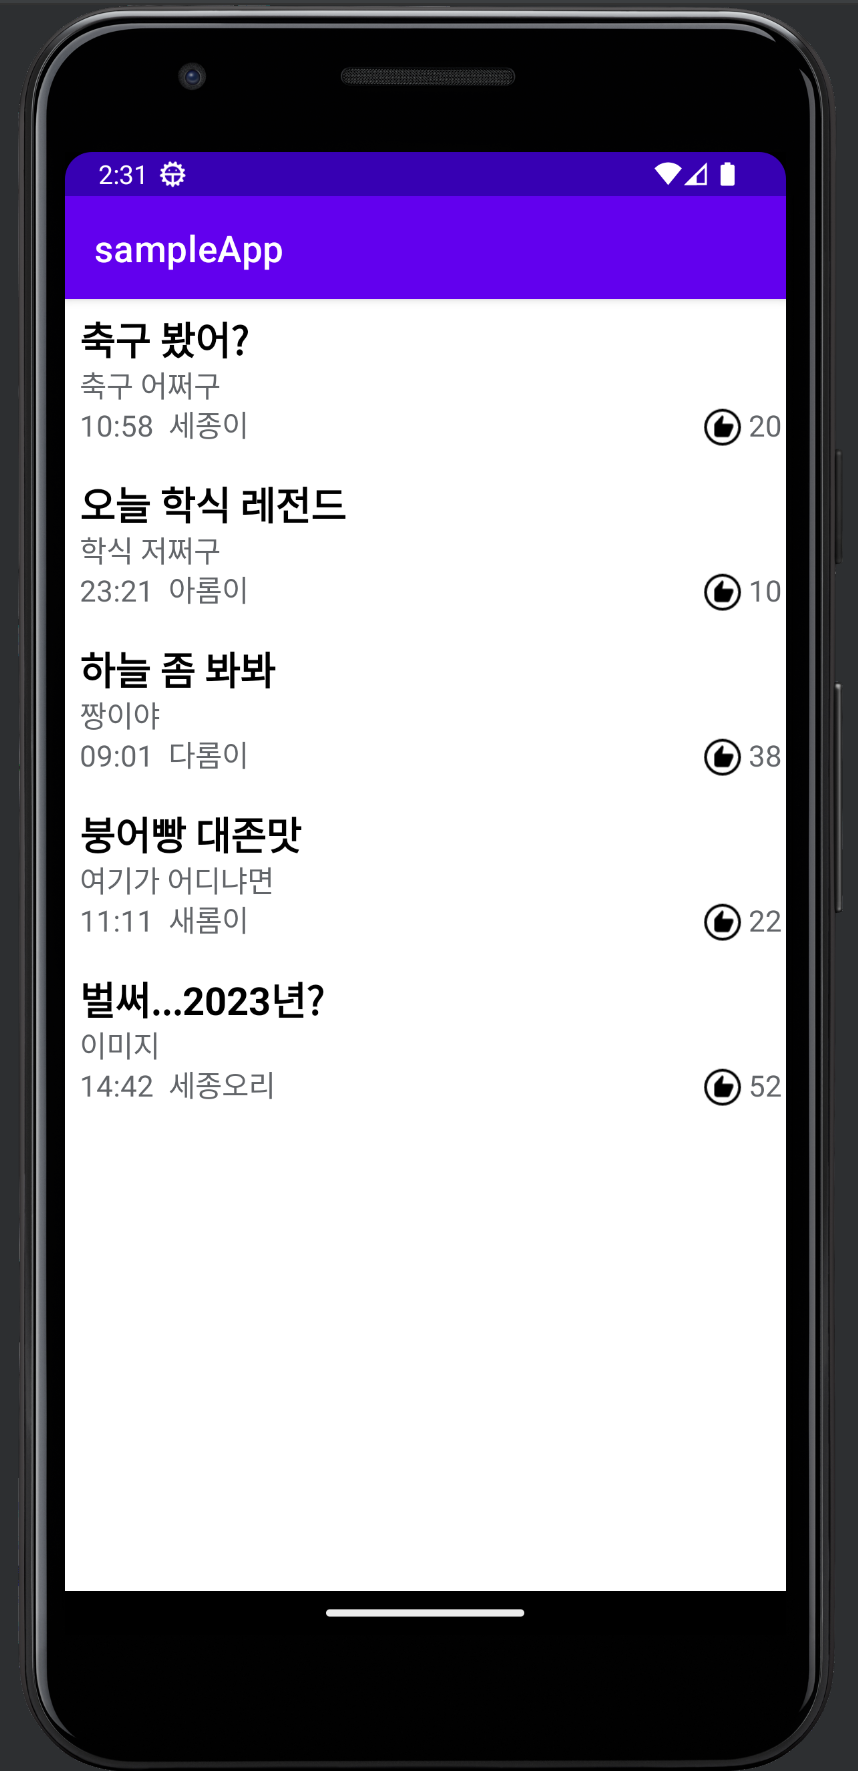 2:31
sampleApp
축구 봤어?
축구 어쩌구
10:58 세종이 20
오늘 학식 레전드
학식 저쩌구
23:21 아롬이 10
하늘 좀 봐봐
짱이야
09:01 다롬이 38
붕어빵 대존맛
여기가 어디냐면
11:11 새롬이 22
벌써...2023년?
이미지
14:42 세종오리 52